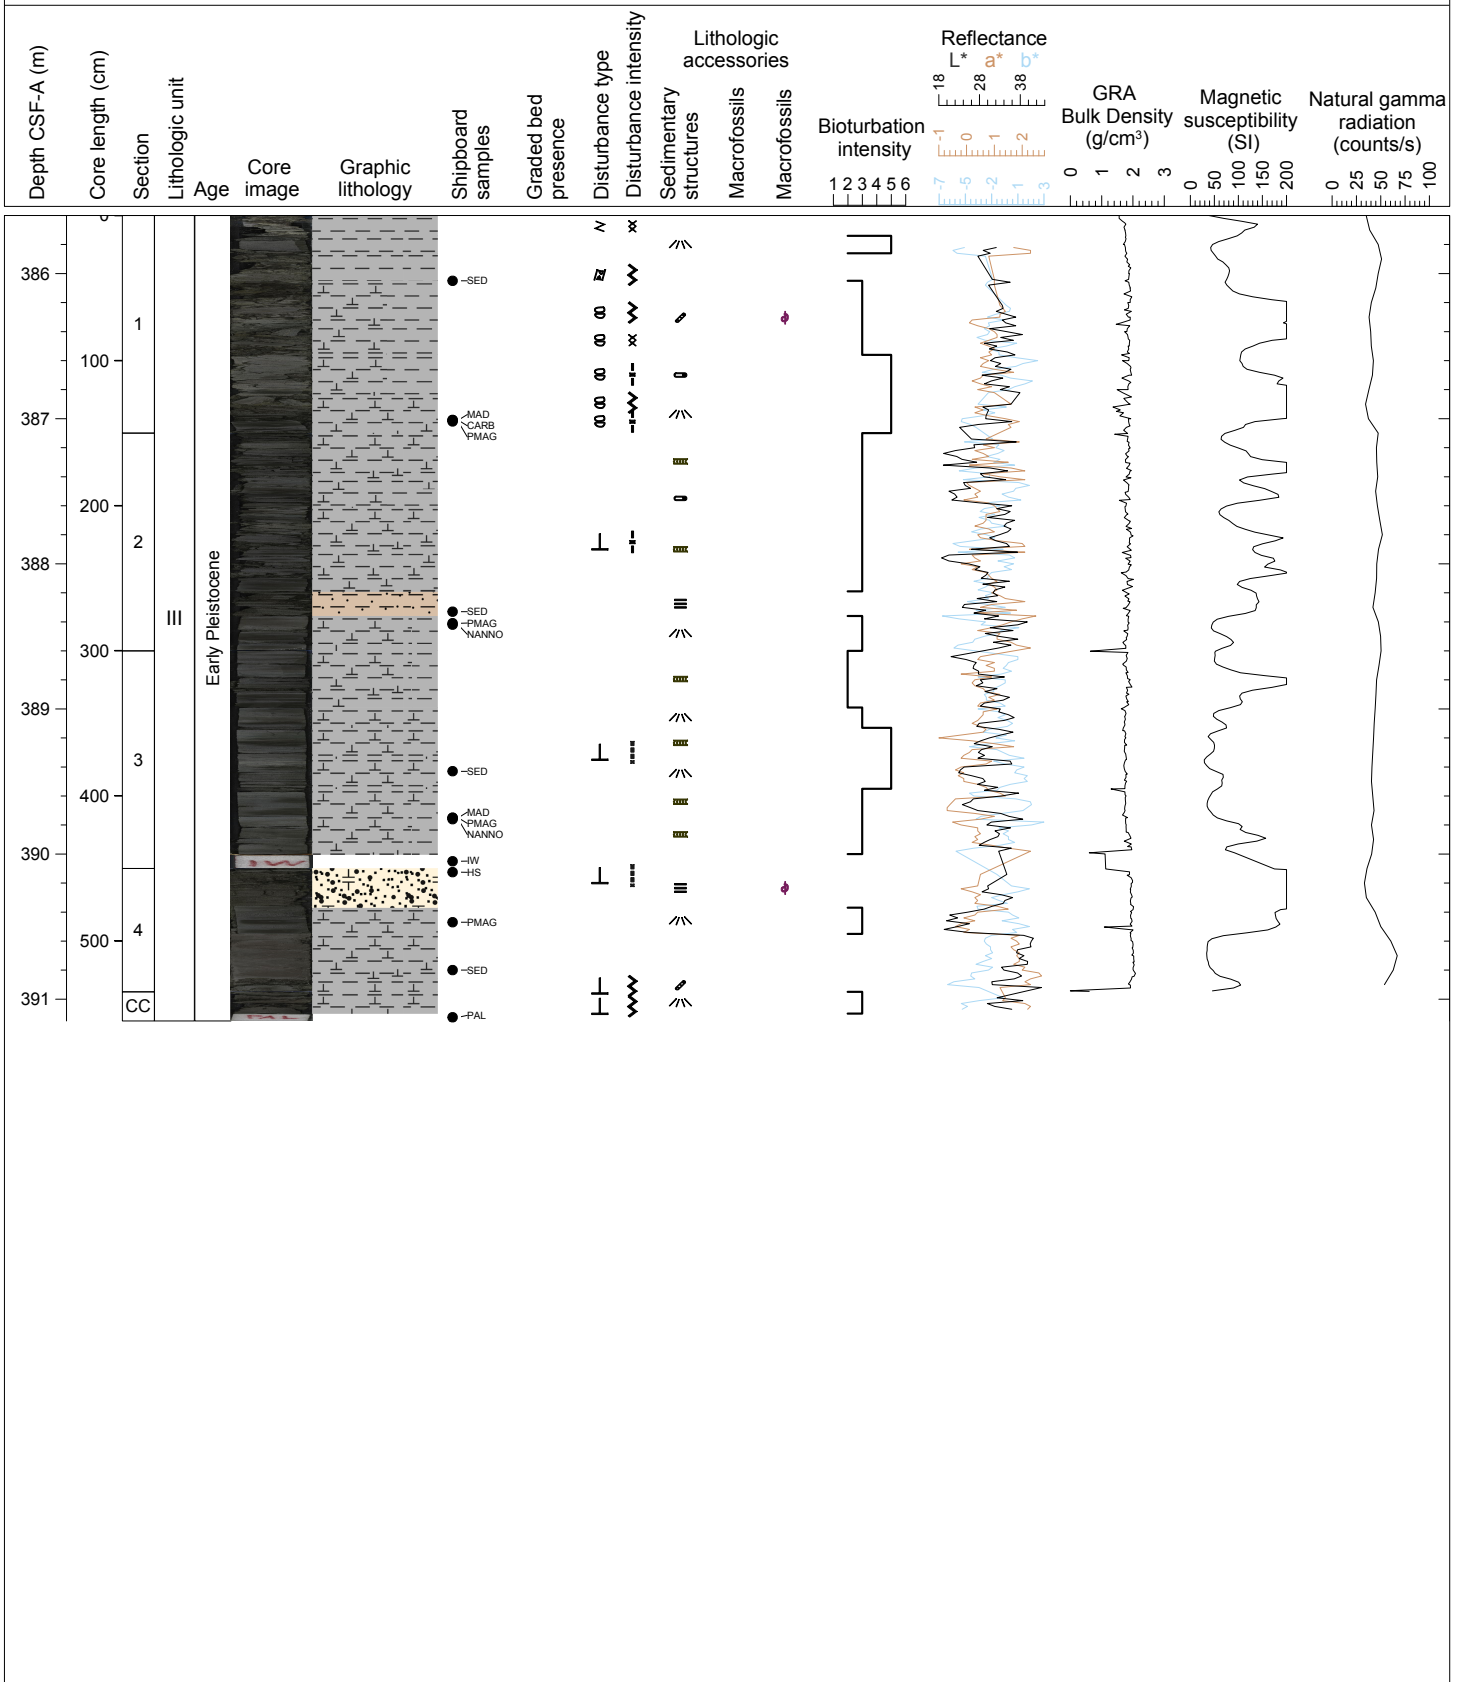 Depth CSF-A (m)
Core length (cm)
Section
Lithologic unit
Age
Core
image
Graphic
lithology
Shipboard
samples
Graded bed
presence
Disturbance type
Disturbance intensity
Lithologic
accessories
Sedimentary
structures
Macrofossils
Macrofossils
Bioturbation
intensity
1 2 3 4 5 6
Reflectance
L* a* b*
18 28 38
-1 0 1 2
-7 -5 -2 1 3
GRA
Bulk Density
(g/cm³)
0 1 2 3
Magnetic
susceptibility
(SI)
0 50 100 150 200
Natural gamma
radiation
(counts/s)
0 25 50 75 100
0
386
SED
1
100
387
MAD
CARB
PMAG
200
2
388
III
Early Pleistocene
SED
PMAG
NANNO
300
389
3
SED
400
MAD
PMAG
NANNO
390
IW
IW
HS
PMAG
4
500
SED
391
CC
PAL
PAL